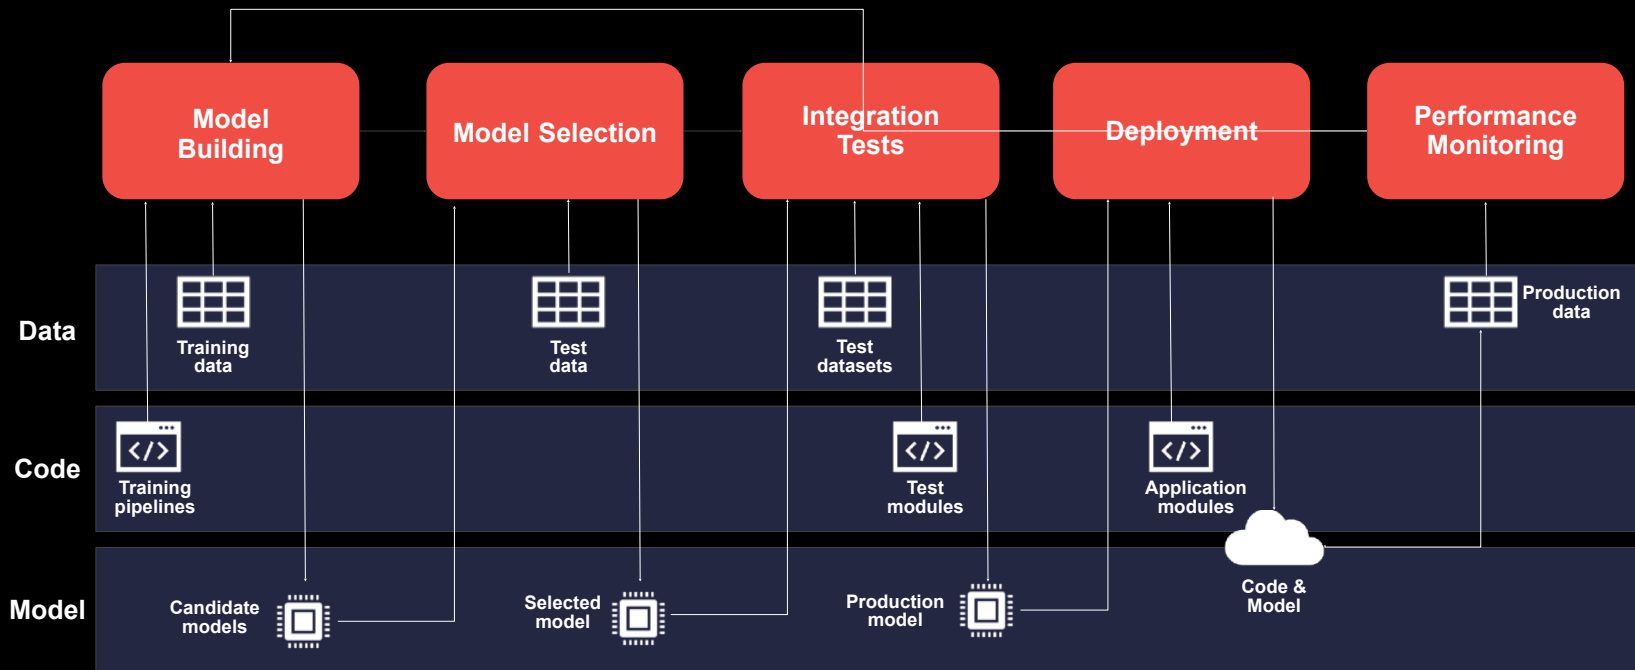 Model
Building
Model Selection
Integration
Tests
Deployment
Performance
Monitoring
Data
Training
data
Test
data
Test
datasets
Production
data
Code
</>
Training
pipelines
</>
Test
modules
</>
Application
modules
Model
Candidate
models
Selected
model
Production
model
Code &
Model